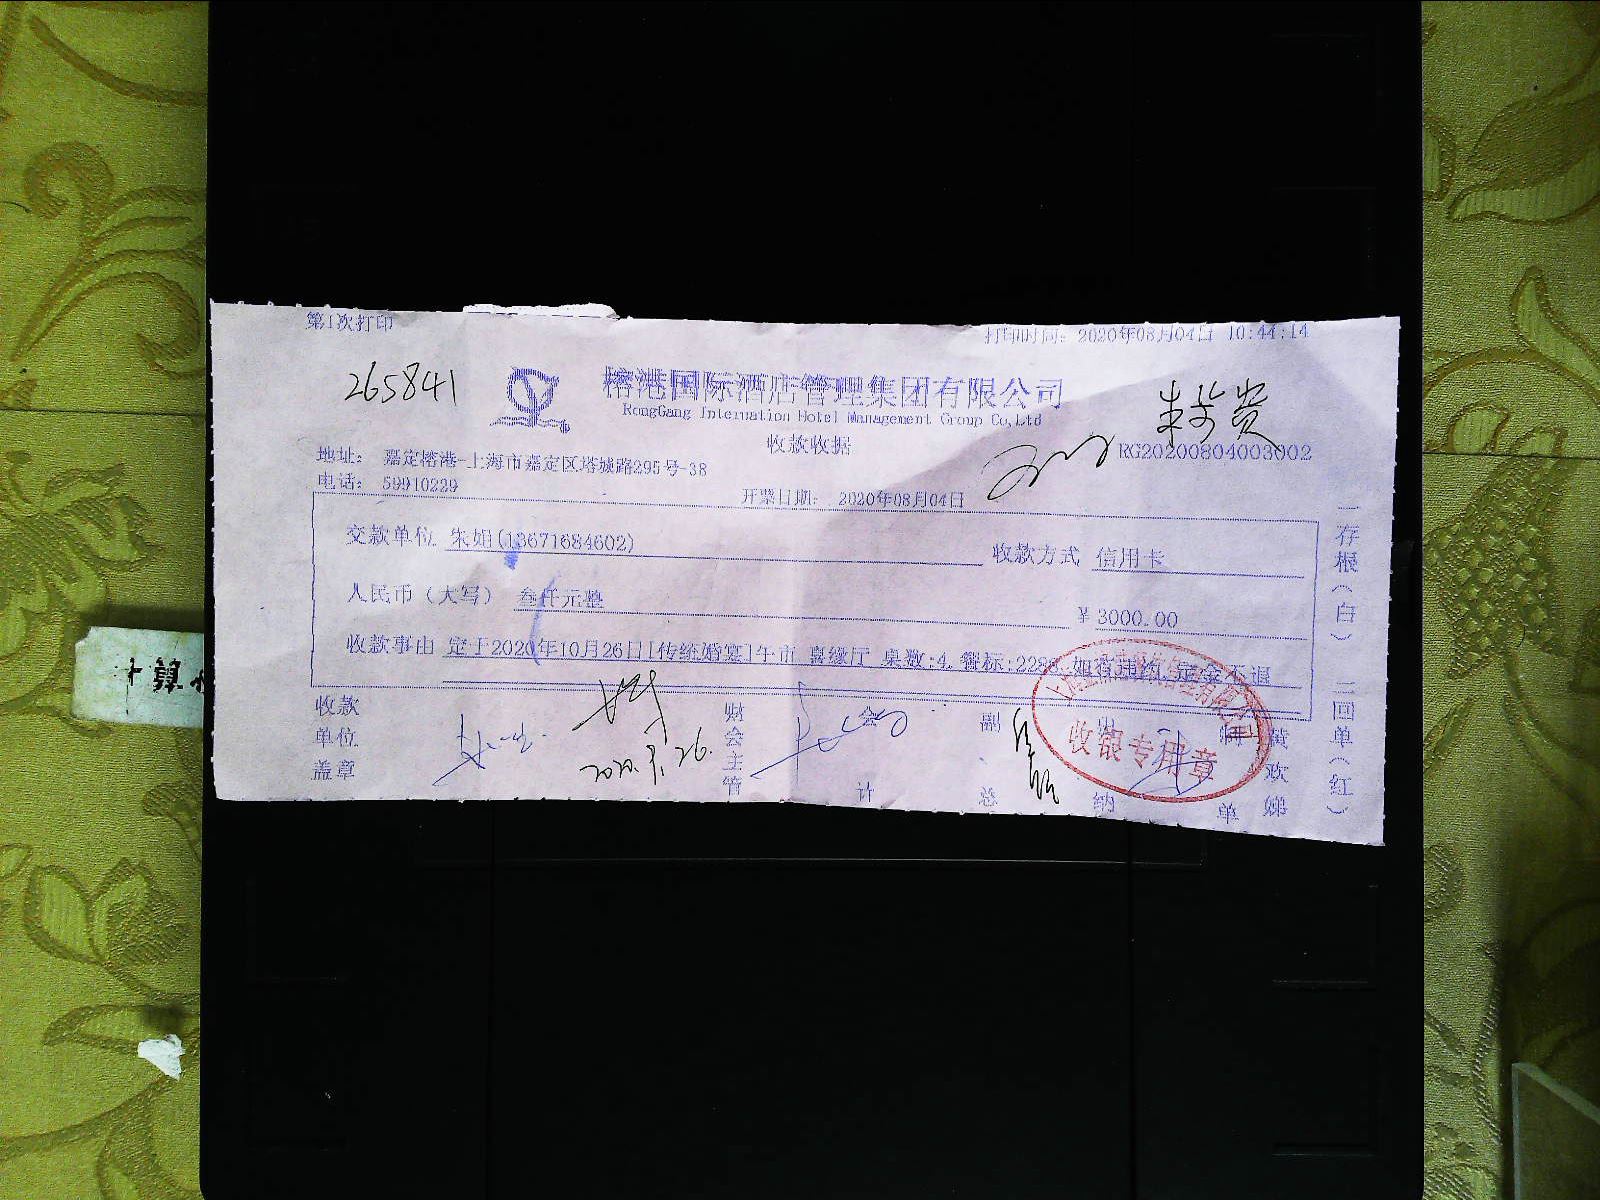 第1次打印
打印时间: 2020年08月04日 10:44:14
265841
榕港国际酒店管理集团有限公司
RongGang Internation Hotel Management Group Co,Ltd
收款收据
RG20200804003002
地址: 嘉定榕港-上海市嘉定区塔城路295号-38
电话: 59910229
开票日期: 2020年08月04日
交款单位 朱姐(13671684602)
收款方式 信用卡
人民币(大写) 叁仟元整
¥ 3000.00
收款事由 定于2020年10月26日[传统婚宴]午市 喜缘厅 桌数:4, 餐标:2298, 如有违约, 定金不退
收款单位盖章
财会主管
会计
副总
出纳
收银专用章
一存根(白)
二回单(红)